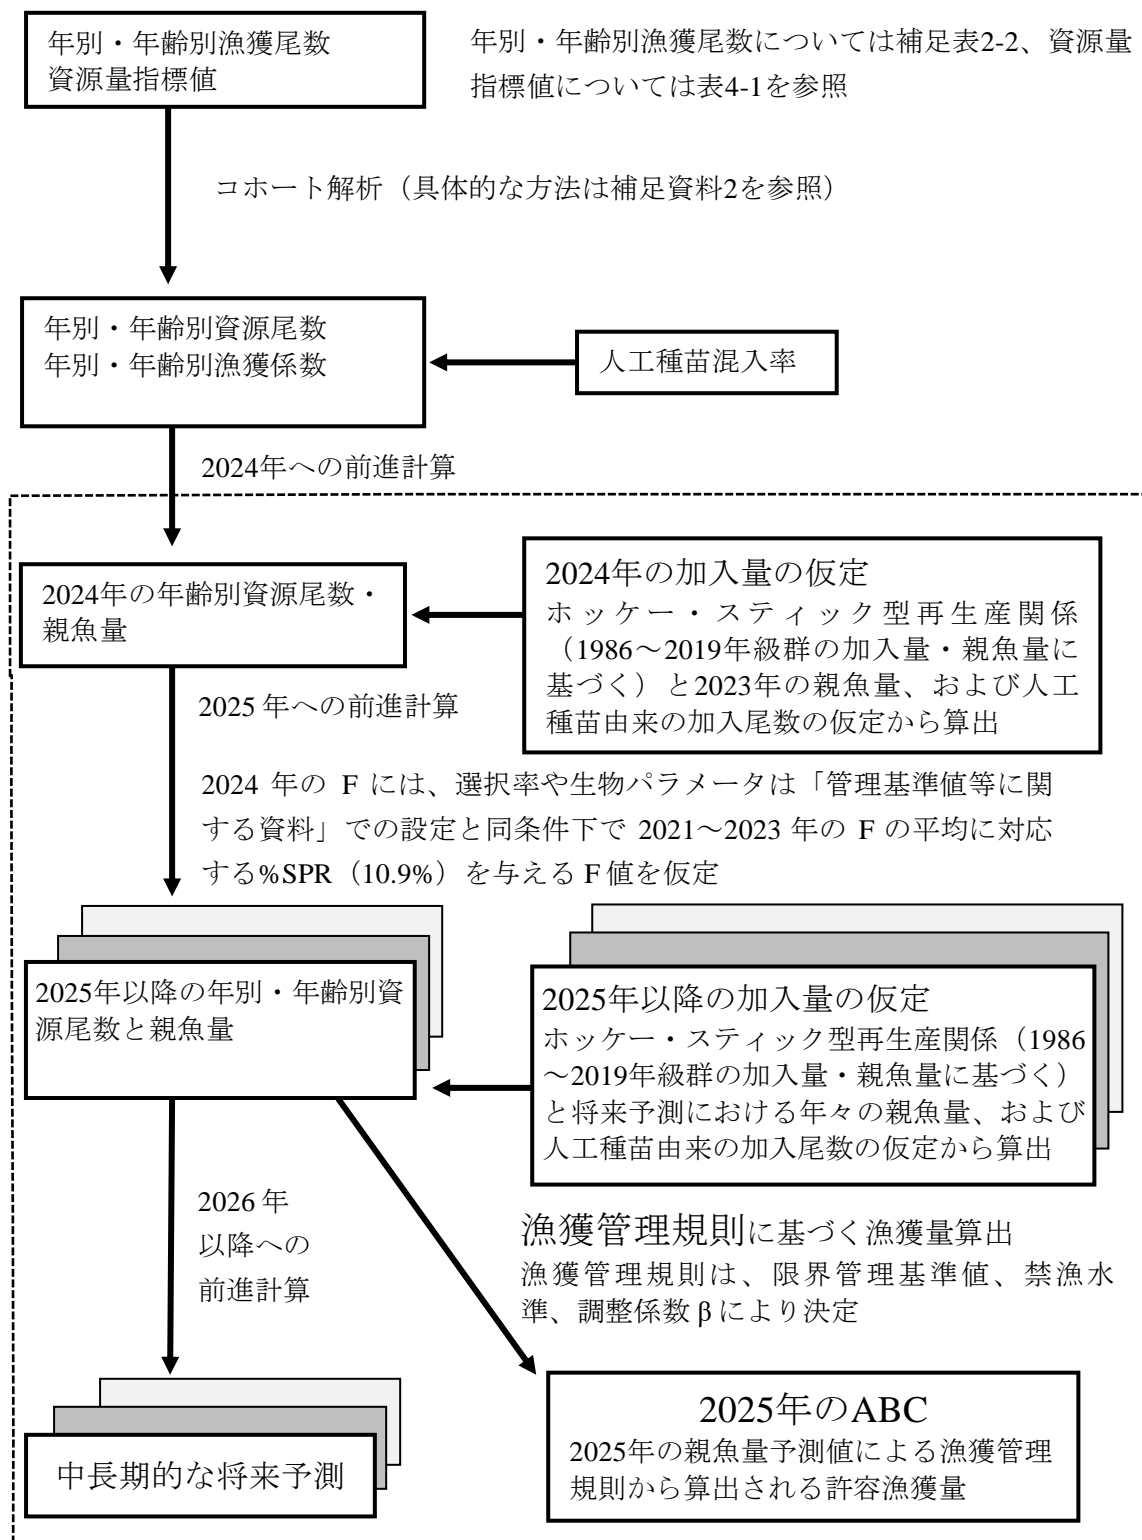 年別・年齢別漁獲尾数
資源量指標値
年別・年齢別漁獲尾数については補足表2-2、資源量
指標値については表4-1を参照
コホート解析（具体的な方法は補足資料2を参照）
年別・年齢別資源尾数
年別・年齢別漁獲係数
人工種苗混入率
2024年への前進計算
2024年の年齢別資源尾数・
親魚量
2024年の加入量の仮定
ホッケー・スティック型再生産関係
（1986～2019年級群の加入量・親魚量に
基づく）と2023年の親魚量、および人工
種苗由来の加入尾数の仮定から算出
2025 年への前進計算
2024 年の F には、選択率や生物パラメータは「管理基準値等に関
する資料」での設定と同条件下で 2021～2023 年の F の平均に対応
する%SPR（10.9%）を与える F 値を仮定
2025年以降の年別・年齢別資
源尾数と親魚量
2025年以降の加入量の仮定
ホッケー・スティック型再生産関係（1986
～2019年級群の加入量・親魚量に基づく）
と将来予測における年々の親魚量、および
人工種苗由来の加入尾数の仮定から算出
2026 年
以降への
前進計算
漁獲管理規則に基づく漁獲量算出
漁獲管理規則は、限界管理基準値、禁漁水
準、調整係数 β により決定
中長期的な将来予測
2025年のABC
2025年の親魚量予測値による漁獲管理
規則から算出される許容漁獲量